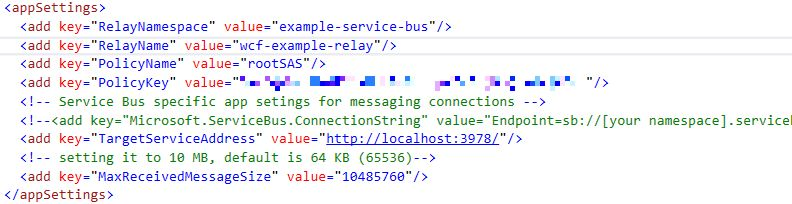 <appSettings>
<add key="RelayNamespace" value="example-service-bus"/>
<add key="RelayName" value="wcf-example-relay"/>
<add key="PolicyName" value="rootSAS"/>
<add key="PolicyKey" value=" "/>
<!-- Service Bus specific app setings for messaging connections -->
<!--<add key="Microsoft.ServiceBus.ConnectionString" value="Endpoint=sb://[your namespace].servicel
<add key="TargetServiceAddress" value="http://localhost:3978/"/>
<!-- setting it to 10 MB, default is 64 KB (65536)-->
<add key="MaxReceivedMessageSize" value="10485760"/>
</appSettings>